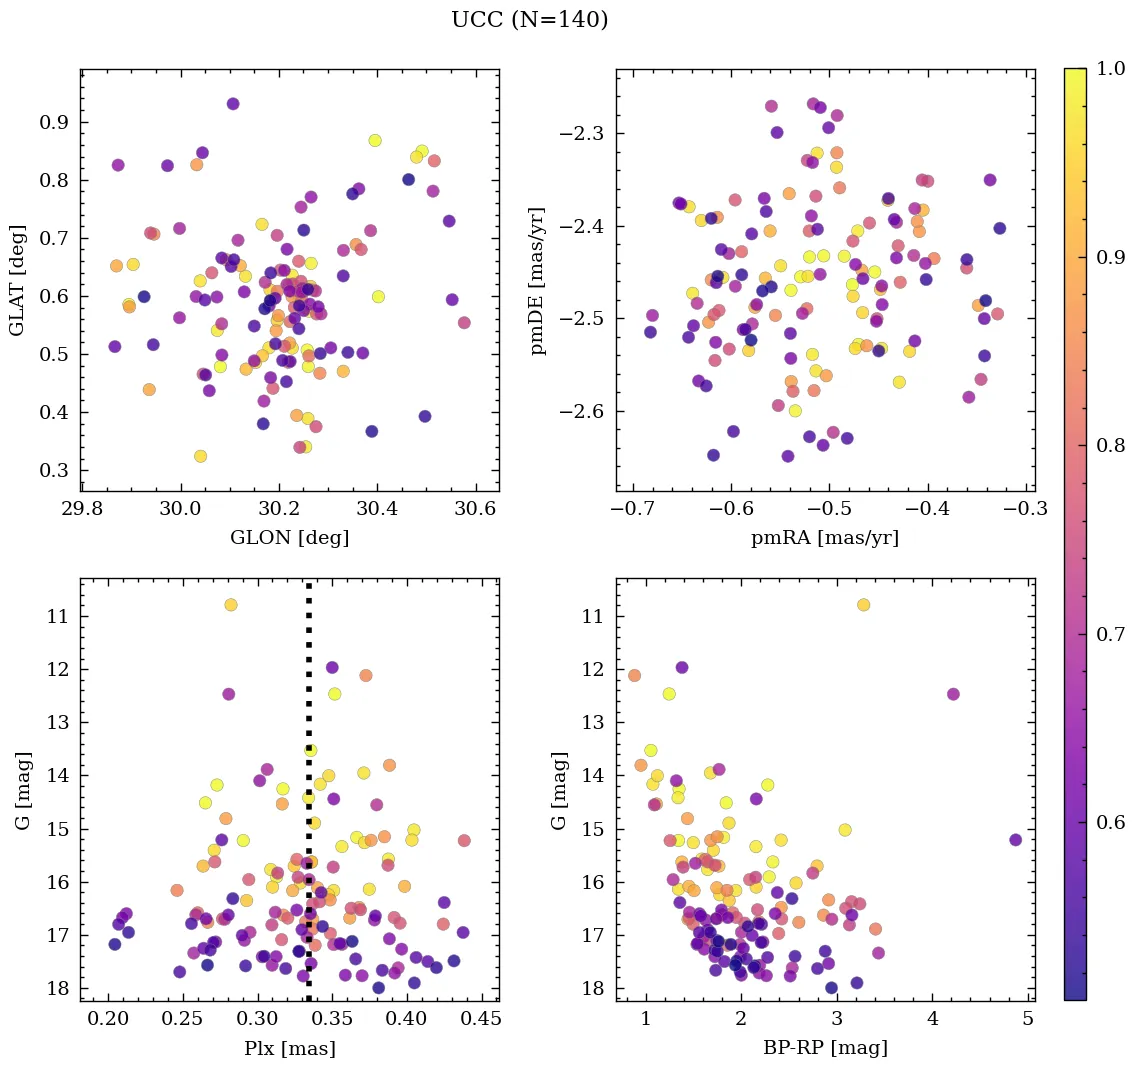 UCC (N=140)
GLAT [deg]
0.9
0.8
0.7
0.6
0.5
0.4
0.3
29.8 30.0 30.2 30.4 30.6
GLON [deg]
pmDE [mas/yr]
−2.3
−2.4
−2.5
−2.6
−0.7 −0.6 −0.5 −0.4 −0.3
pmRA [mas/yr]
G [mag]
11
12
13
14
15
16
17
18
0.20 0.25 0.30 0.35 0.40 0.45
Plx [mas]
G [mag]
11
12
13
14
15
16
17
18
1 2 3 4 5
BP-RP [mag]
1.0
0.9
0.8
0.7
0.6